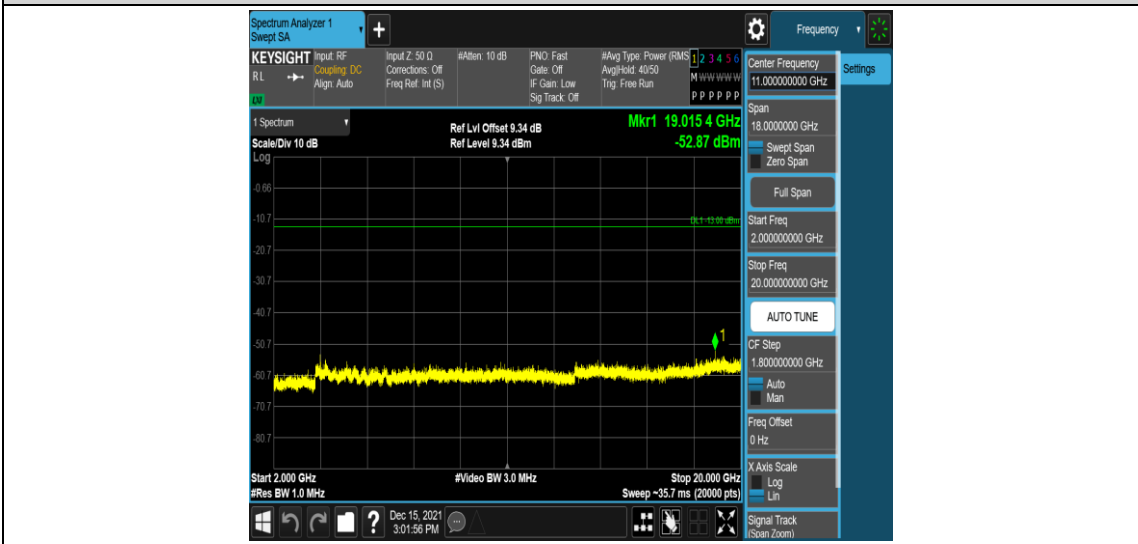 Spectrum Analyzer 1
Swept SA
+
Frequency
KEYSIGHT
RL
LXI
Input: RF
Coupling: DC
Align: Auto
Input Z: 50 Ω
Corrections: Off
Freq Ref: Int (S)
#Atten: 10 dB
PNO: Fast
Gate: Off
IF Gain: Low
Sig Track: Off
#Avg Type: Power (RMS
Avg|Hold: 40/50
Trig: Free Run
1 2 3 4 5 6
M W W W W W
P P P P P P
Center Frequency
11.000000000 GHz
Settings
Span
18.0000000 GHz
Swept Span
Zero Span
Full Span
Start Freq
2.000000000 GHz
Stop Freq
20.000000000 GHz
AUTO TUNE
CF Step
1.800000000 GHz
Auto
Man
Freq Offset
0 Hz
X Axis Scale
Log
Lin
Signal Track
(Span Zoom)
1 Spectrum
Scale/Div 10 dB
Log
Ref Lvl Offset 9.34 dB
Ref Level 9.34 dBm
Mkr1 19.015 4 GHz
-52.87 dBm
-0.66
-10.7
DL1 -13.00 dBm
-20.7
-30.7
-40.7
-50.7
1
-60.7
-70.7
-80.7
Start 2.000 GHz
#Video BW 3.0 MHz
Stop 20.000 GHz
#Res BW 1.0 MHz
Sweep ~35.7 ms (20000 pts)
?
Dec 15, 2021
3:01:56 PM